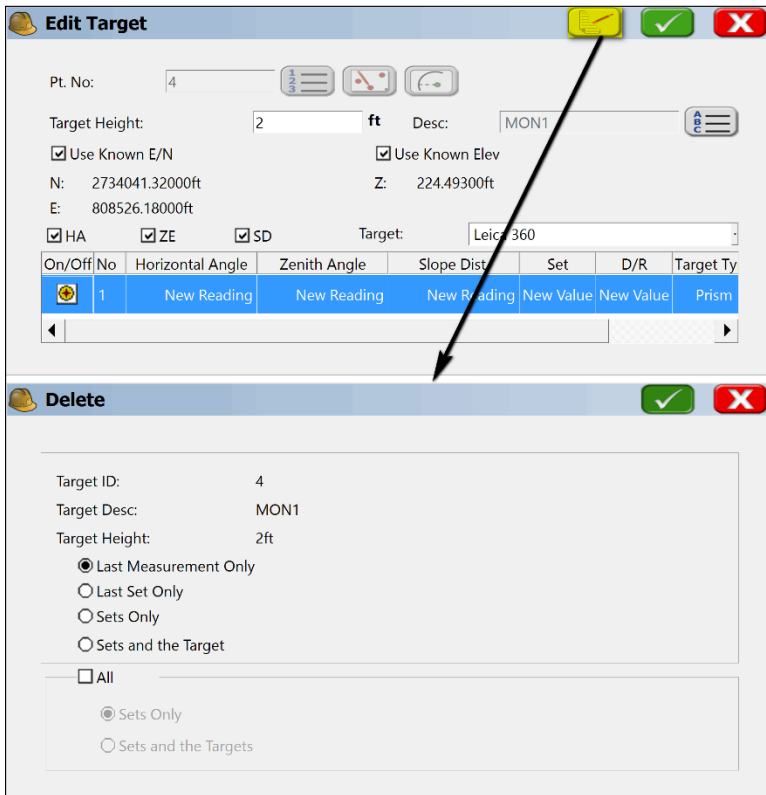 Edit Target
Pt. No: 4
1 2 3
Target Height: 2 ft Desc: MON1
A B C
Use Known E/N Use Known Elev
N: 2734041.32000ft Z: 224.49300ft
E: 808526.18000ft
HA ZE SD Target: Leica 360
On/Off No Horizontal Angle Zenith Angle Slope Dist Set D/R Target Ty
1 New Reading New Reading New Reading New Value New Value Prism
Delete
Target ID: 4
Target Desc: MON1
Target Height: 2ft
Last Measurement Only
Last Set Only
Sets Only
Sets and the Target
All
Sets Only
Sets and the Targets